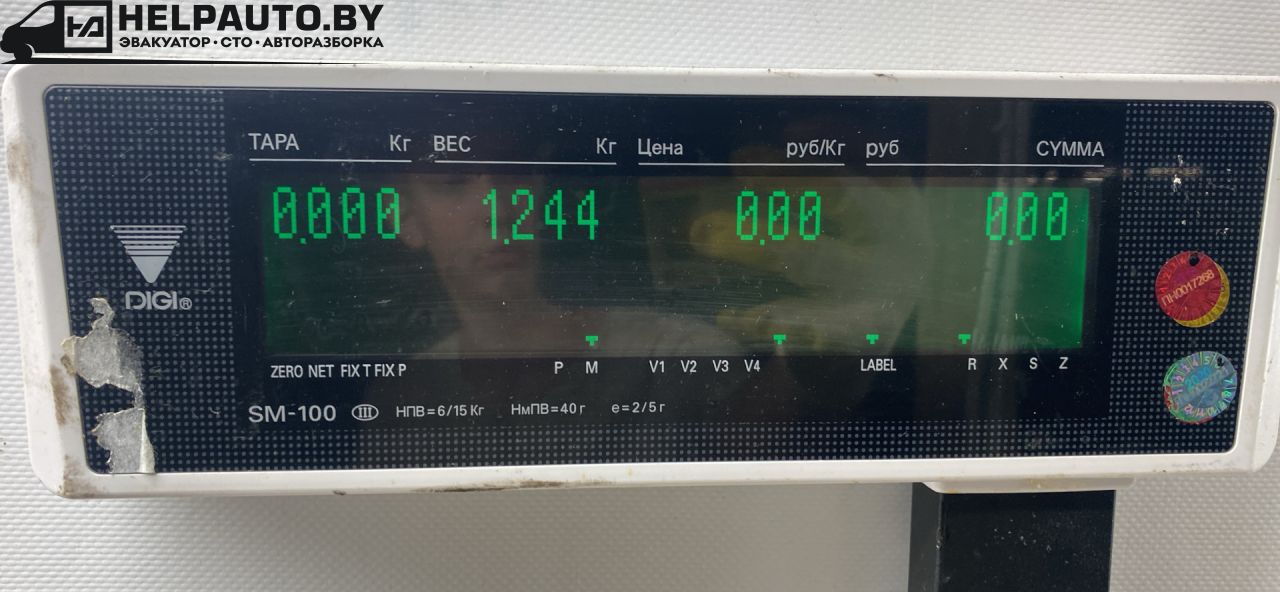 HELPAUTO.BY
ЭВАКУАТОР · СТО · АВТОРАЗБОРКА
ТАРА Кг ВЕС Кг Цена руб/Кг руб СУММА
0.000 1.244 0.00 0.00
DIGI®
ПН0017268
ZERO NET FIX T FIX P P M V1 V2 V3 V4 LABEL R X S Z
SM-100 III НПВ=6/15 Кг НмПВ=40 г e=2/5 г